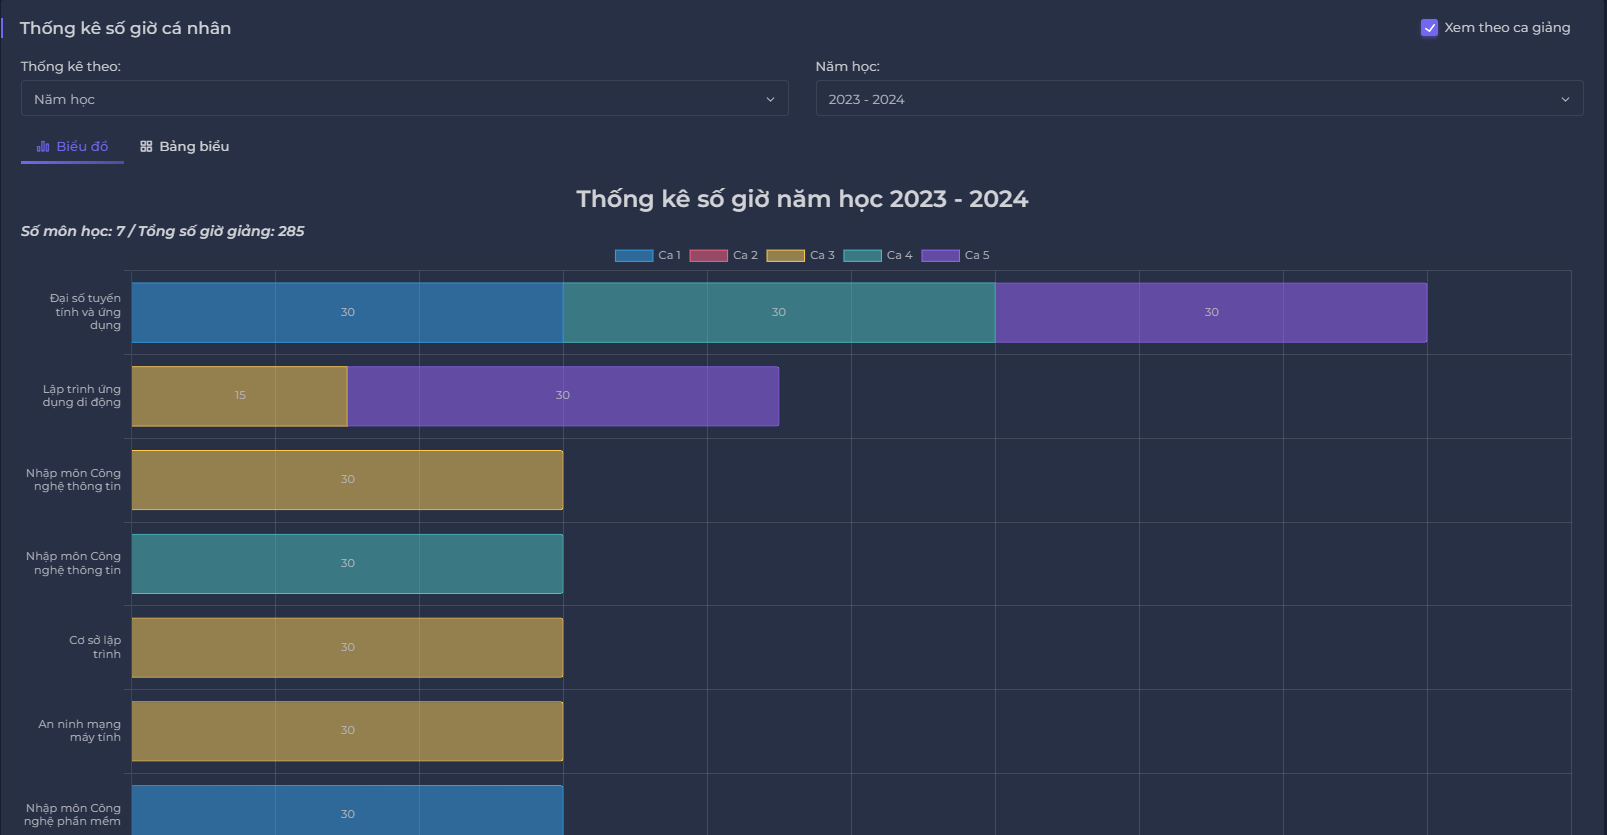 Thống kê số giờ cá nhân
Xem theo ca giảng
Thống kê theo:
Năm học:
Năm học
2023 - 2024
Biểu đồ
Bảng biểu
Thống kê số giờ năm học 2023 - 2024
Số môn học: 7 / Tổng số giờ giảng: 285
Ca 1 Ca 2 Ca 3 Ca 4 Ca 5
Đại số tuyến
tính và ứng
dụng
30 30 30
Lập trình ứng
dụng di động
15 30
Nhập môn Công
nghệ thông tin
30
Nhập môn Công
nghệ thông tin
30
Cơ sở lập
trình
30
An ninh mạng
máy tính
30
Nhập môn Công
nghệ phần mềm
30